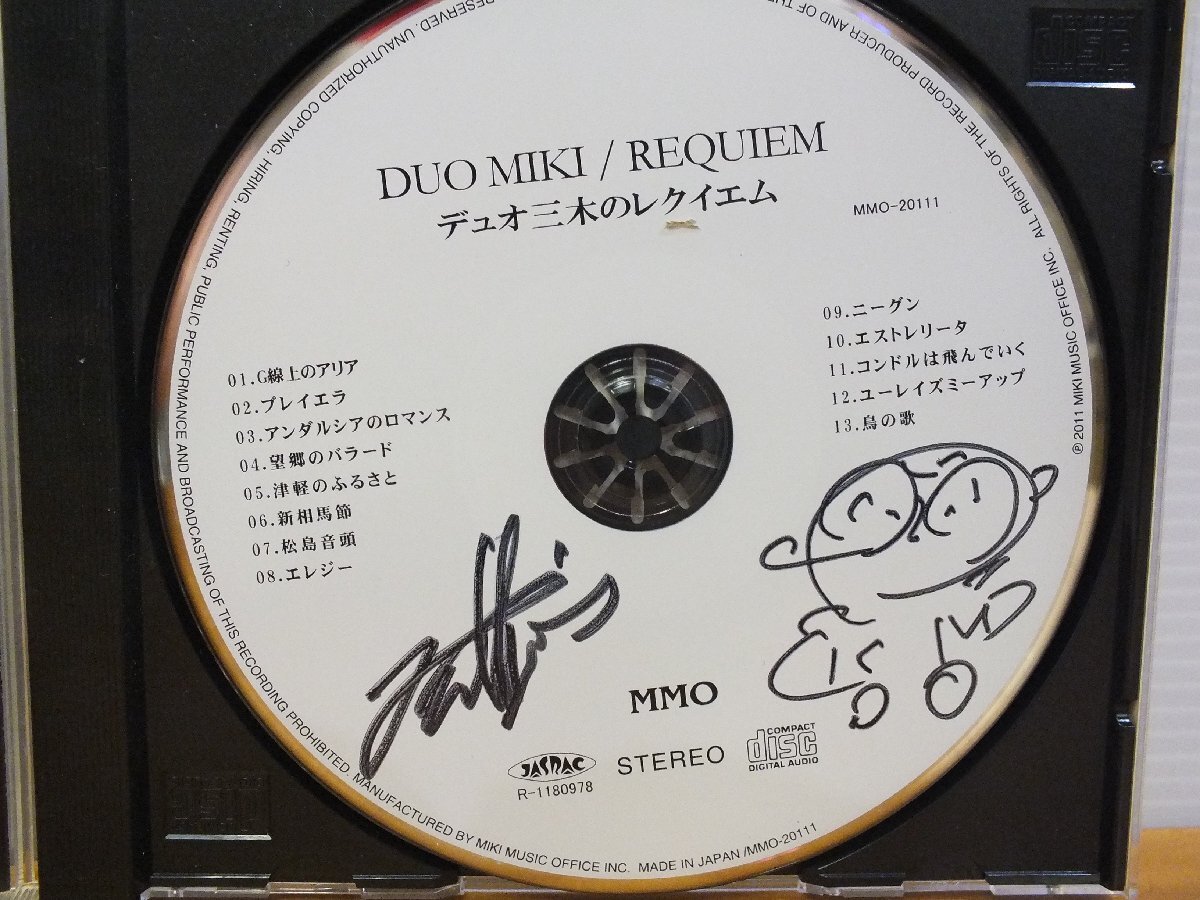 DUO MIKI / REQUIEM
デュオ三木のレクイエム
MMO-20111
01.G線上のアリア
02.プレイエラ
03.アンダルシアのロマンス
04.望郷のバラード
05.津軽のふるさと
06.新相馬節
07.松島音頭
08.エレジー
09.ニーグン
10.エストレリータ
11.コンドルは飛んでいく
12.ユーレイズミーアップ
13.鳥の歌
MMO
JASRAC
R-1180978
STEREO
COMPACT
disc
DIGITAL AUDIO
ALL RIGHTS OF THE RECORD PRODUCER AND OF THE
RESERVED. UNAUTHORIZED COPYING, HIRING, RENTING, PUBLIC PERFORMANCE AND BROADCASTING OF THIS RECORDING PROHIBITED. MANUFACTURED BY MIKI MUSIC OFFICE INC. MADE IN JAPAN /MMO-20111
℗ 2011 MIKI MUSIC OFFICE INC.
COMPACT
disc